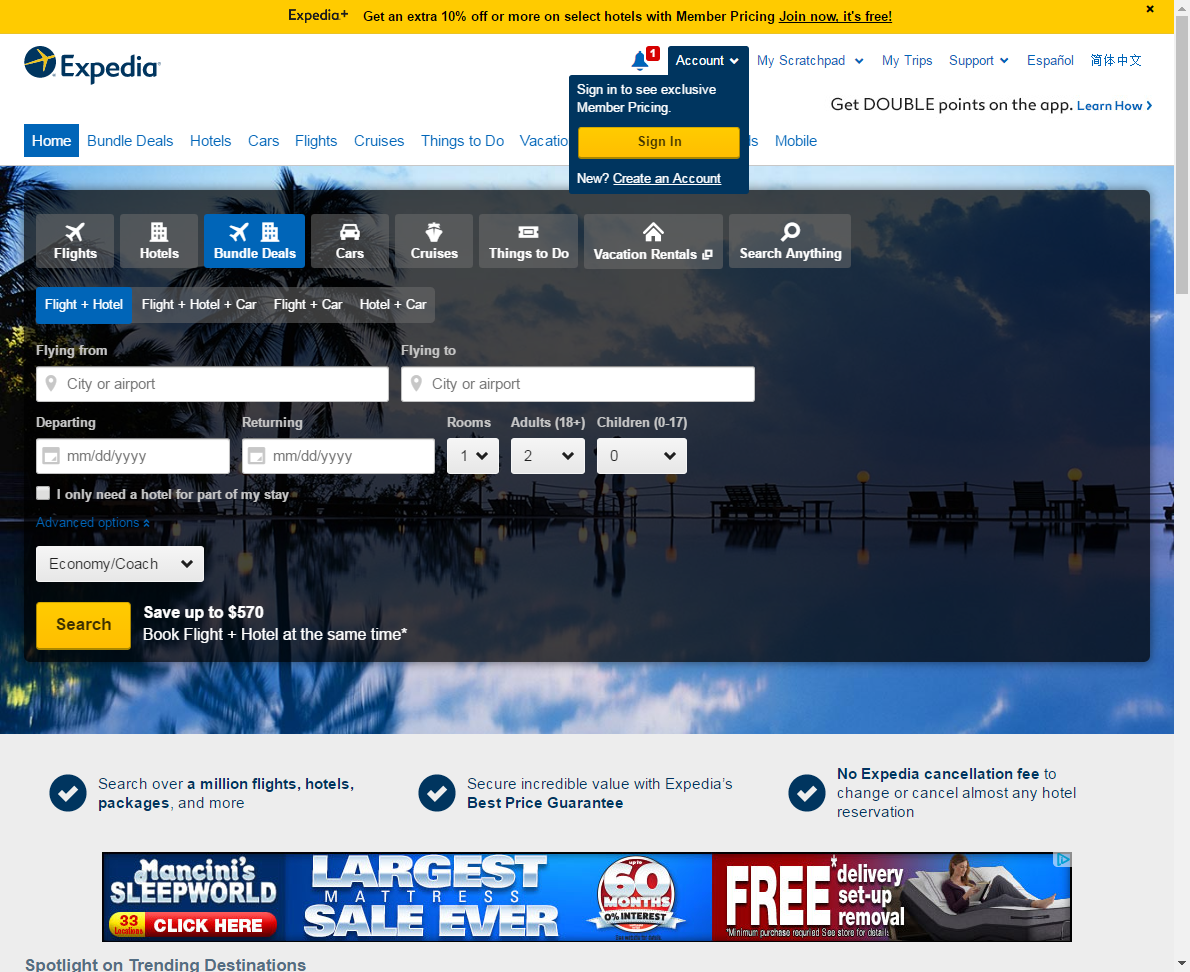 Expedia+ Get an extra 10% off or more on select hotels with Member Pricing Join now, it's free!
Expedia
1
Account
My Scratchpad
My Trips
Support
Español
简体中文
Sign in to see exclusive
Member Pricing.
Sign In
New? Create an Account
Get DOUBLE points on the app. Learn How
Home
Bundle Deals
Hotels
Cars
Flights
Cruises
Things to Do
Vacatio
ls
Mobile
Flights
Hotels
Bundle Deals
Cars
Cruises
Things to Do
Vacation Rentals
Search Anything
Flight + Hotel
Flight + Hotel + Car
Flight + Car
Hotel + Car
Flying from
Flying to
City or airport
City or airport
Departing
Returning
Rooms
Adults (18+)
Children (0-17)
mm/dd/yyyy
mm/dd/yyyy
1
2
0
I only need a hotel for part of my stay
Advanced options
Economy/Coach
Search
Save up to $570
Book Flight + Hotel at the same time*
Search over a million flights, hotels,
packages, and more
Secure incredible value with Expedia's
Best Price Guarantee
No Expedia cancellation fee to
change or cancel almost any hotel
reservation
Mancini's
SLEEPWORLD
33
Locations
CLICK HERE
LARGEST
MATTRESS
SALE EVER
up to
60
MONTHS
0% INTEREST
See website for details
FREE*
delivery
set-up
removal
*Minimum purchase required See store for details
Spotlight on Trending Destinations